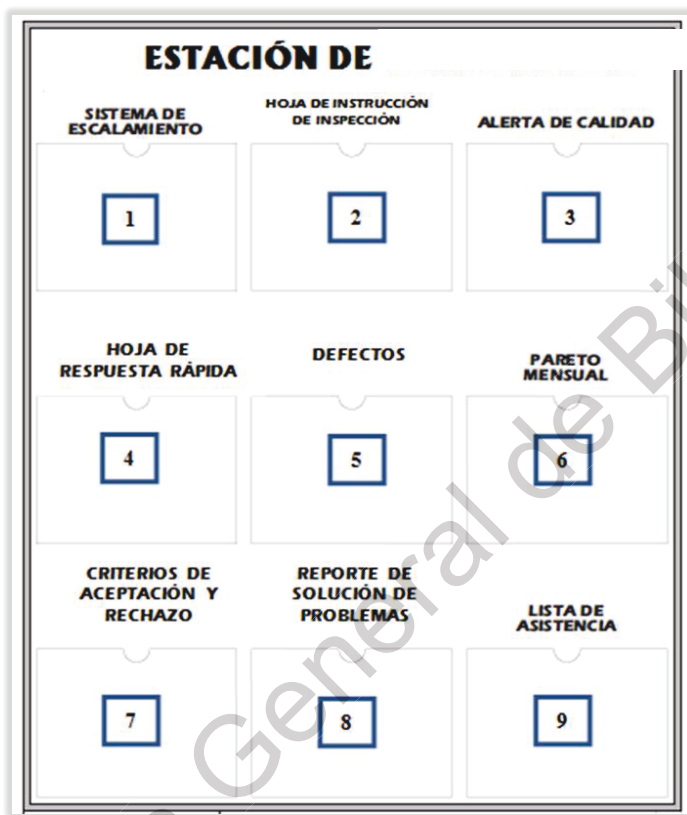 ESTACIÓN DE
SISTEMA DE
ESCALAMIENTO
HOJA DE INSTRUCCIÓN
DE INSPECCIÓN
ALERTA DE CALIDAD
1
2
3
HOJA DE
RESPUESTA RÁPIDA
DEFECTOS
PARETO
MENSUAL
4
5
6
CRITERIOS DE
ACEPTACIÓN Y
RECHAZO
REPORTE DE
SOLUCIÓN DE
PROBLEMAS
LISTA DE
ASISTENCIA
7
8
9
General de